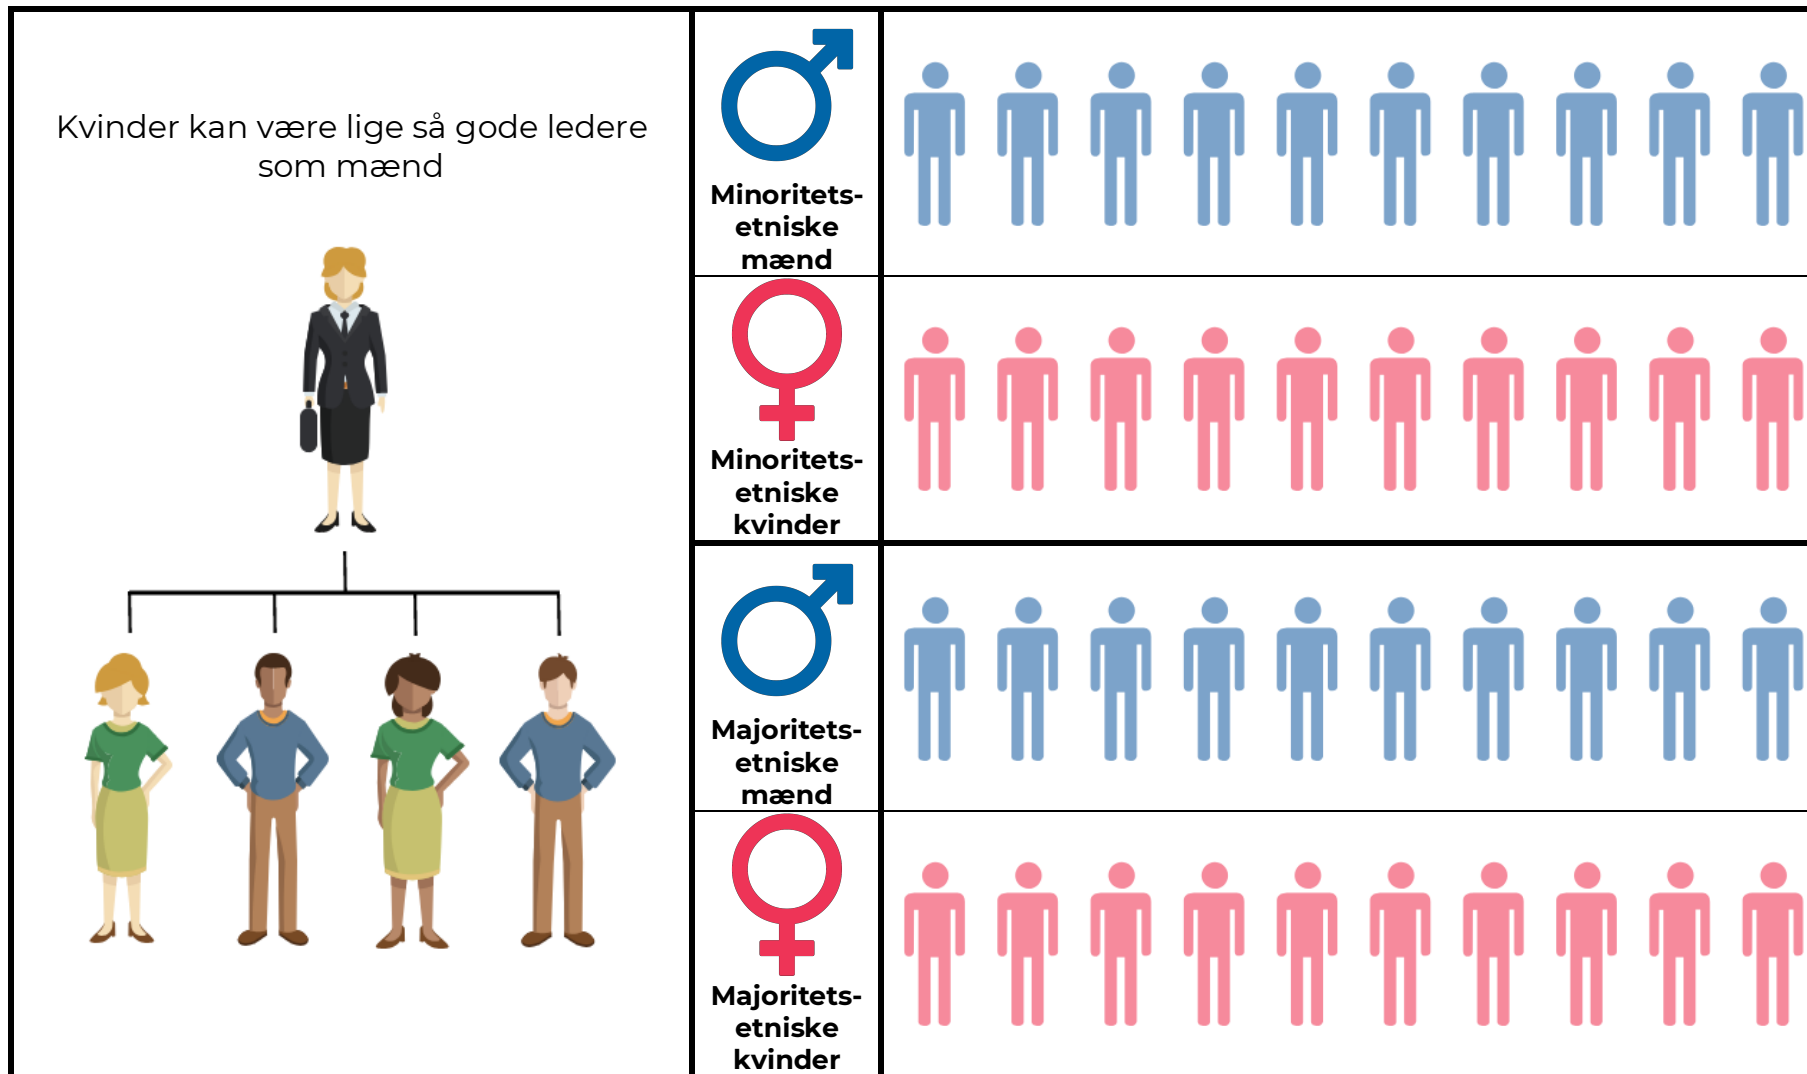 Kvinder kan være lige så gode ledere
som mænd
Minoritets-
etniske
mænd
Minoritets-
etniske
kvinder
Majoritets-
etniske
mænd
Majoritets-
etniske
kvinder